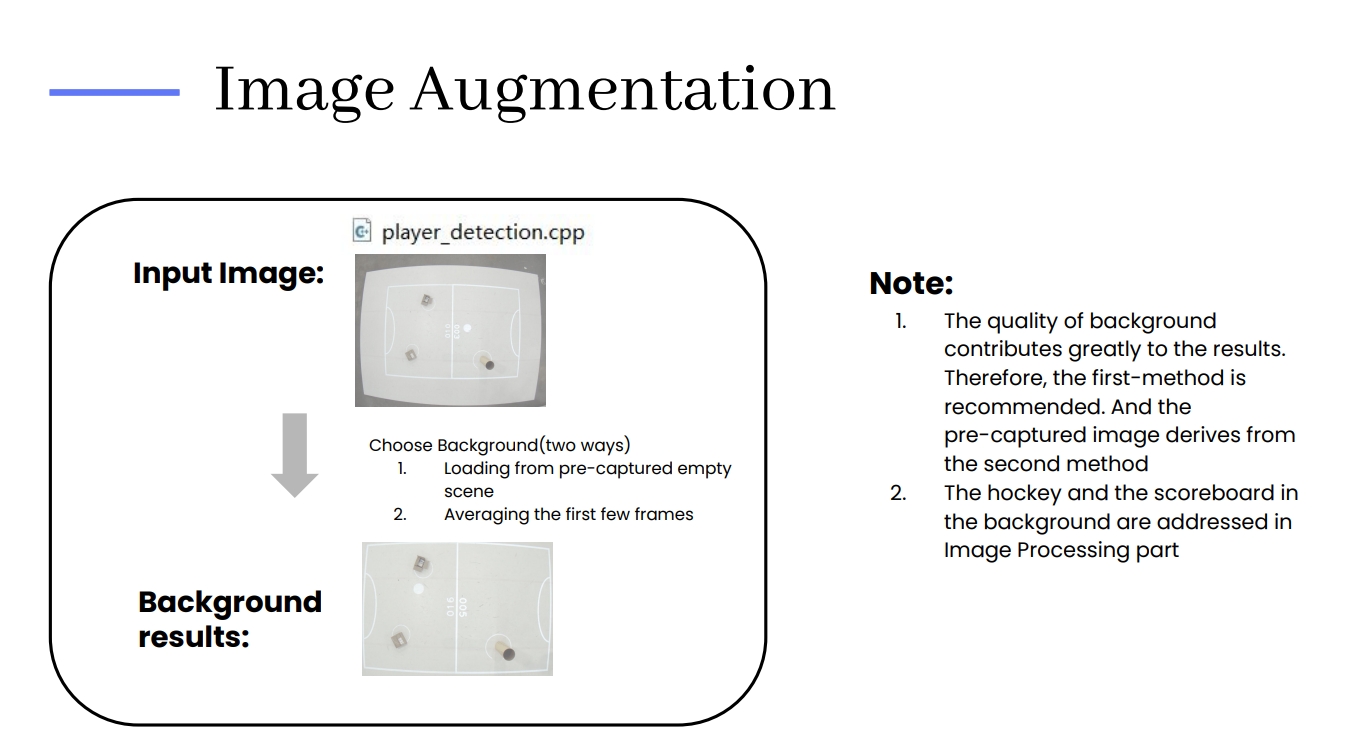 Image Augmentation
player_detection.cpp
Input Image:
Choose Background(two ways)
1. Loading from pre-captured empty
scene
2. Averaging the first few frames
Background
results:
005
Note:
1. The quality of background
contributes greatly to the results.
Therefore, the first-method is
recommended. And the
pre-captured image derives from
the second method
2. The hockey and the scoreboard in
the background are addressed in
Image Processing part